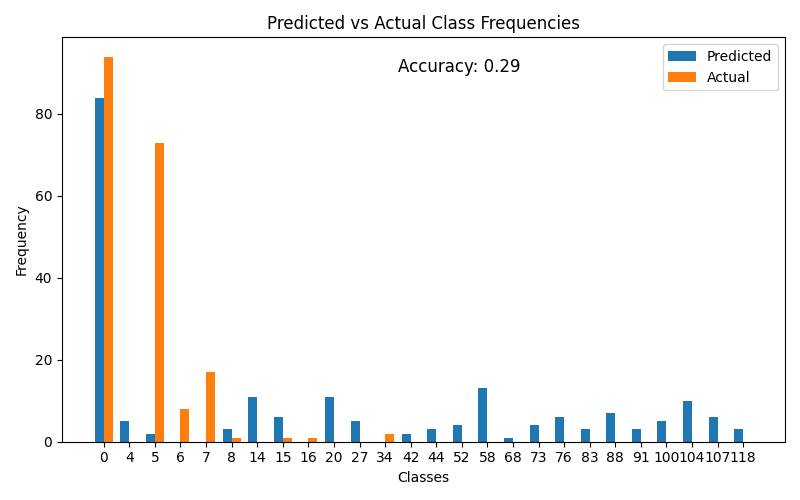 Predicted vs Actual Class Frequencies
Accuracy: 0.29
Predicted
Actual
Frequency
80
60
40
20
0
0 4 5 6 7 8 14 15 16 20 27 34 42 44 52 58 68 73 76 83 88 91 100 104 107 118
Classes